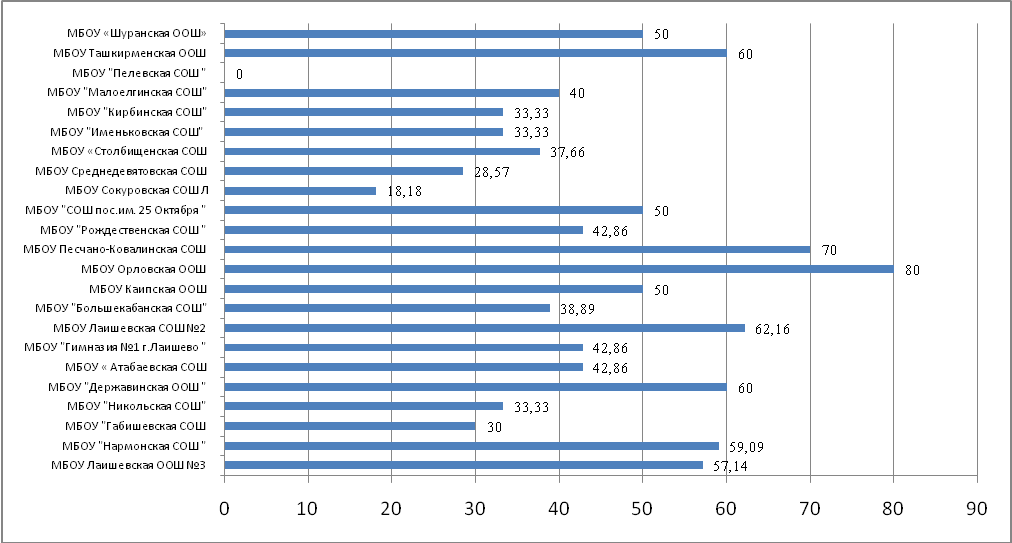 МБОУ «Шуранская ООШ» 50
МБОУ Ташкирменская ООШ 60
МБОУ "Пелевская СОШ " 0
МБОУ "Малоелгинская СОШ" 40
МБОУ "Кирбинская СОШ" 33,33
МБОУ "Именьковская СОШ" 33,33
МБОУ «Столбищенская СОШ 37,66
МБОУ Среднедевятовская СОШ 28,57
МБОУ Сокуровская СОШ Л 18,18
МБОУ "СОШ пос.им. 25 Октября " 50
МБОУ "Рождественская СОШ " 42,86
МБОУ Песчано-Ковалинская СОШ 70
МБОУ Орловская ООШ 80
МБОУ Каипская ООШ 50
МБОУ "Большекабанская СОШ" 38,89
МБОУ Лаишевская СОШ №2 62,16
МБОУ "Гимназия №1 г.Лаишево " 42,86
МБОУ « Атабаевская СОШ 42,86
МБОУ "Державинская ООШ " 60
МБОУ "Никольская СОШ" 33,33
МБОУ "Габишевская СОШ 30
МБОУ "Нармонская СОШ " 59,09
МБОУ Лаишевская ООШ №3 57,14
0 10 20 30 40 50 60 70 80 90